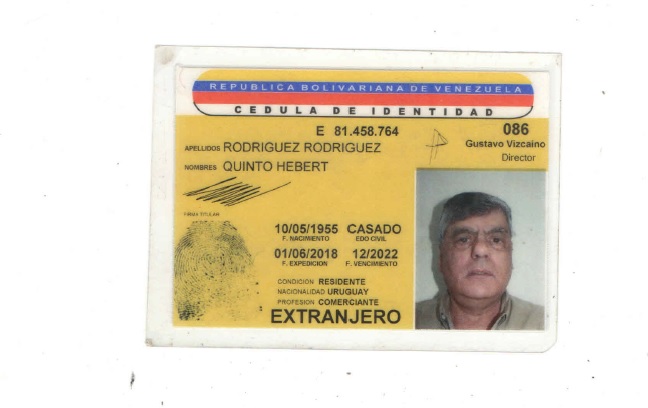 REPUBLICA BOLIVARIANA DE VENEZUELA
CEDULA DE IDENTIDAD
E 81.458.764
086
Gustavo Vizcaino
Director
APELLIDOS RODRIGUEZ RODRIGUEZ
NOMBRES QUINTO HEBERT
FIRMA TITULAR
10/05/1955 CASADO
F. NACIMIENTO EDO CIVIL
01/06/2018 12/2022
F. EXPEDICION F. VENCIMIENTO
CONDICIÓN RESIDENTE
NACIONALIDAD URUGUAY
PROFESION COMERCIANTE
EXTRANJERO